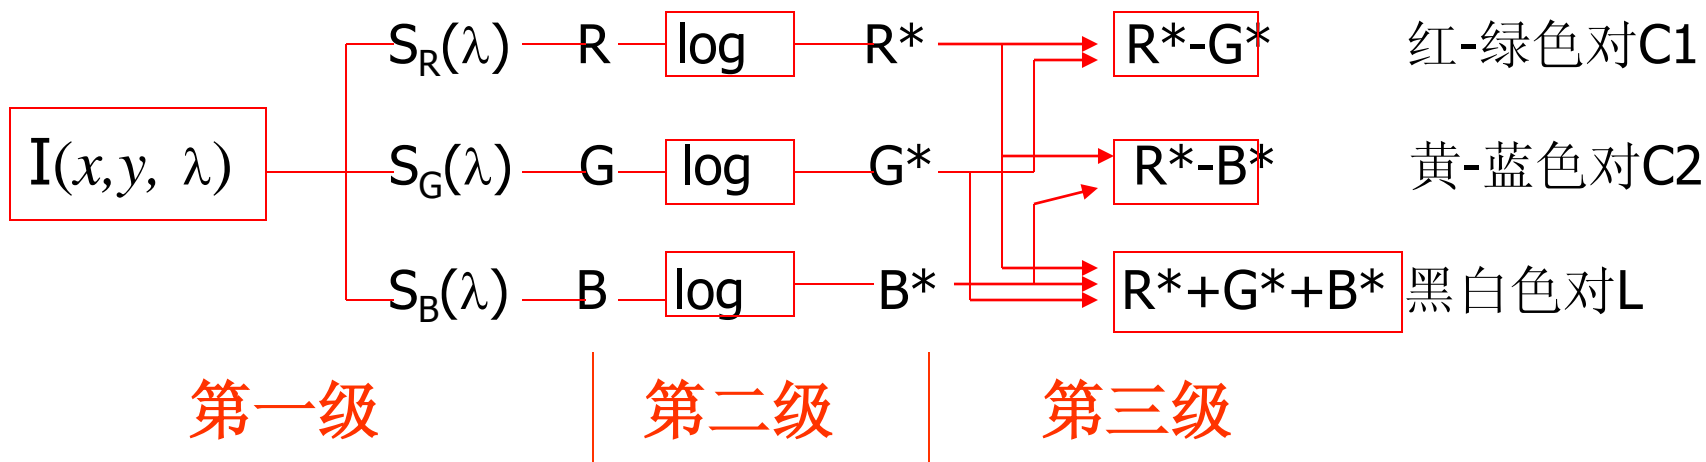 S_R(λ) R log R* R*-G* 红-绿色对C1
I(x,y, λ) S_G(λ) G log G* R*-B* 黄-蓝色对C2
S_B(λ) B log B* R*+G*+B* 黑白色对L
第一级 第二级 第三级